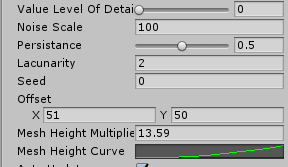 Value Level Of Detai 0
Noise Scale 100
Persistance 0.5
Lacunarity 2
Seed 0
Offset
X 51 Y 50
Mesh Height Multiplie 13.59
Mesh Height Curve